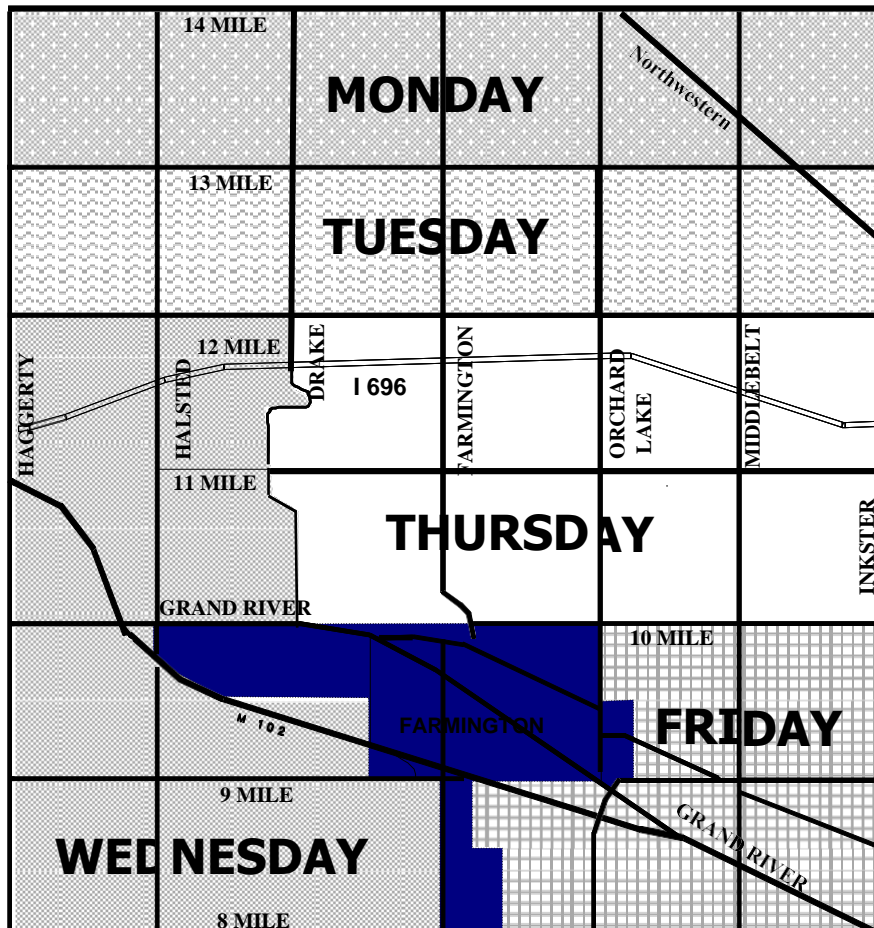 14 MILE
Northwestern
MONDAY
13 MILE
TUESDAY
12 MILE
DRAKE
I 696
HAGGERTY
HALSTED
FARMINGTON
ORCHARD
LAKE
MIDDLEBELT
11 MILE
THURSDAY
INKSTER
GRAND RIVER
10 MILE
M 102
FARMINGTON
FRIDAY
9 MILE
GRAND RIVER
WEDNESDAY
8 MILE